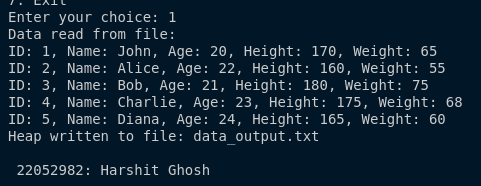 7. Exit
Enter your choice: 1
Data read from file:
ID: 1, Name: John, Age: 20, Height: 170, Weight: 65
ID: 2, Name: Alice, Age: 22, Height: 160, Weight: 55
ID: 3, Name: Bob, Age: 21, Height: 180, Weight: 75
ID: 4, Name: Charlie, Age: 23, Height: 175, Weight: 68
ID: 5, Name: Diana, Age: 24, Height: 165, Weight: 60
Heap written to file: data_output.txt
22052982: Harshit Ghosh